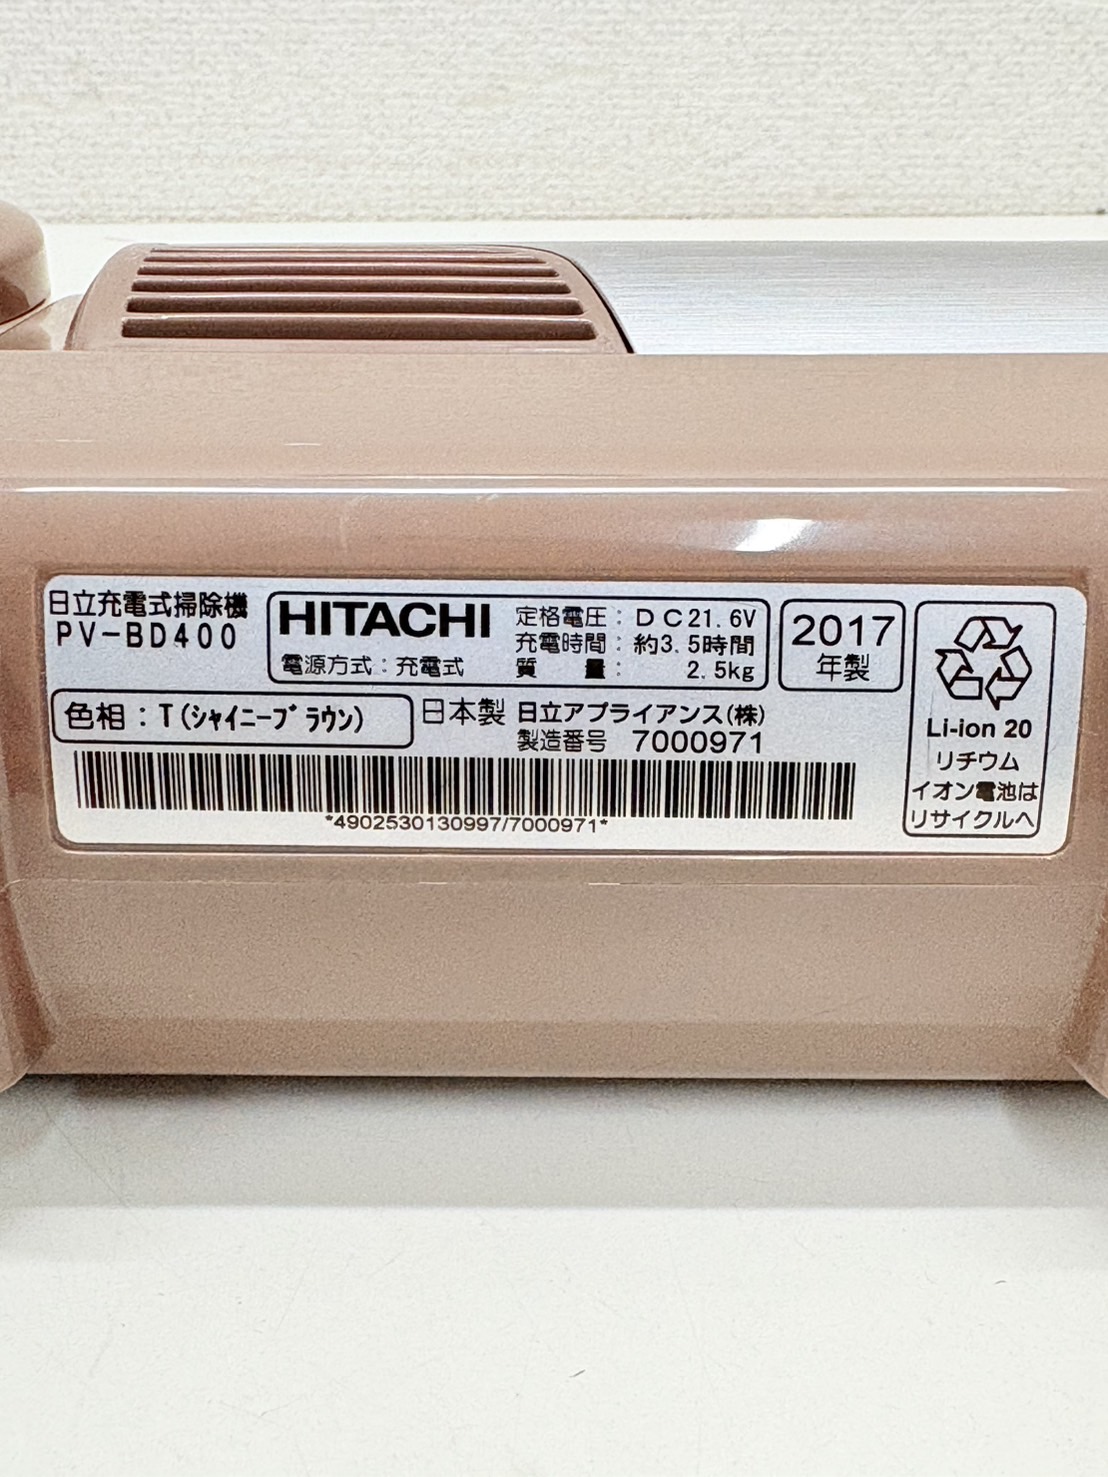 日立充電式掃除機
PV-BD400
HITACHI
電源方式：充電式
定格電圧： DC21.6V
充電時間：約3.5時間
質　　量： 2.5kg
2017
年製
色相：T(ｼｬｲﾆｰﾌﾞﾗｳﾝ)
日本製 日立アプライアンス(株)
製造番号 7000971
*4902530130997/7000971*
Li-ion 20
リチウム
イオン電池は
リサイクルへ